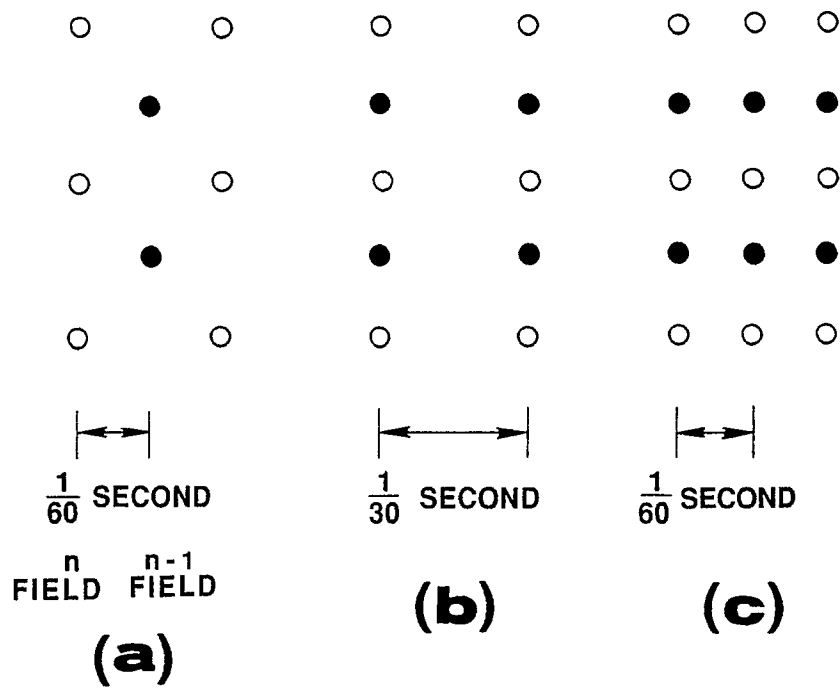 1/60 SECOND
n FIELD n-1 FIELD
(a)
1/30 SECOND
(b)
1/60 SECOND
(c)